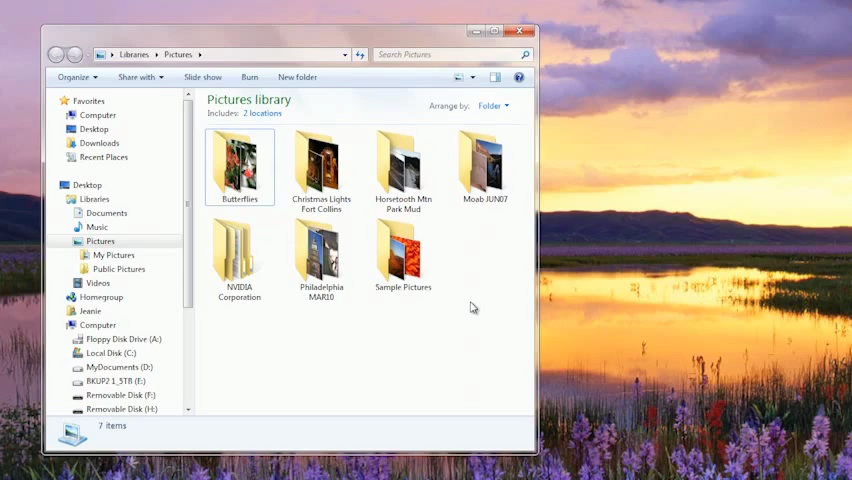 Libraries Pictures
Search Pictures
Organize Share with Slide show Burn New folder
Favorites
Computer
Desktop
Downloads
Recent Places
Desktop
Libraries
Documents
Music
Pictures
My Pictures
Public Pictures
Videos
Homegroup
Jeanie
Computer
Floppy Disk Drive (A:)
Local Disk (C:)
MyDocuments (D:)
BKUP2 1_5TB (E:)
Removable Disk (F:)
Removable Disk (H:)
Pictures library
Includes: 2 locations
Arrange by: Folder
Butterflies
Christmas Lights
Fort Collins
Horsetooth Mtn
Park Mud
Moab JUN07
NVIDIA
Corporation
Philadelphia
MAR10
Sample Pictures
7 items